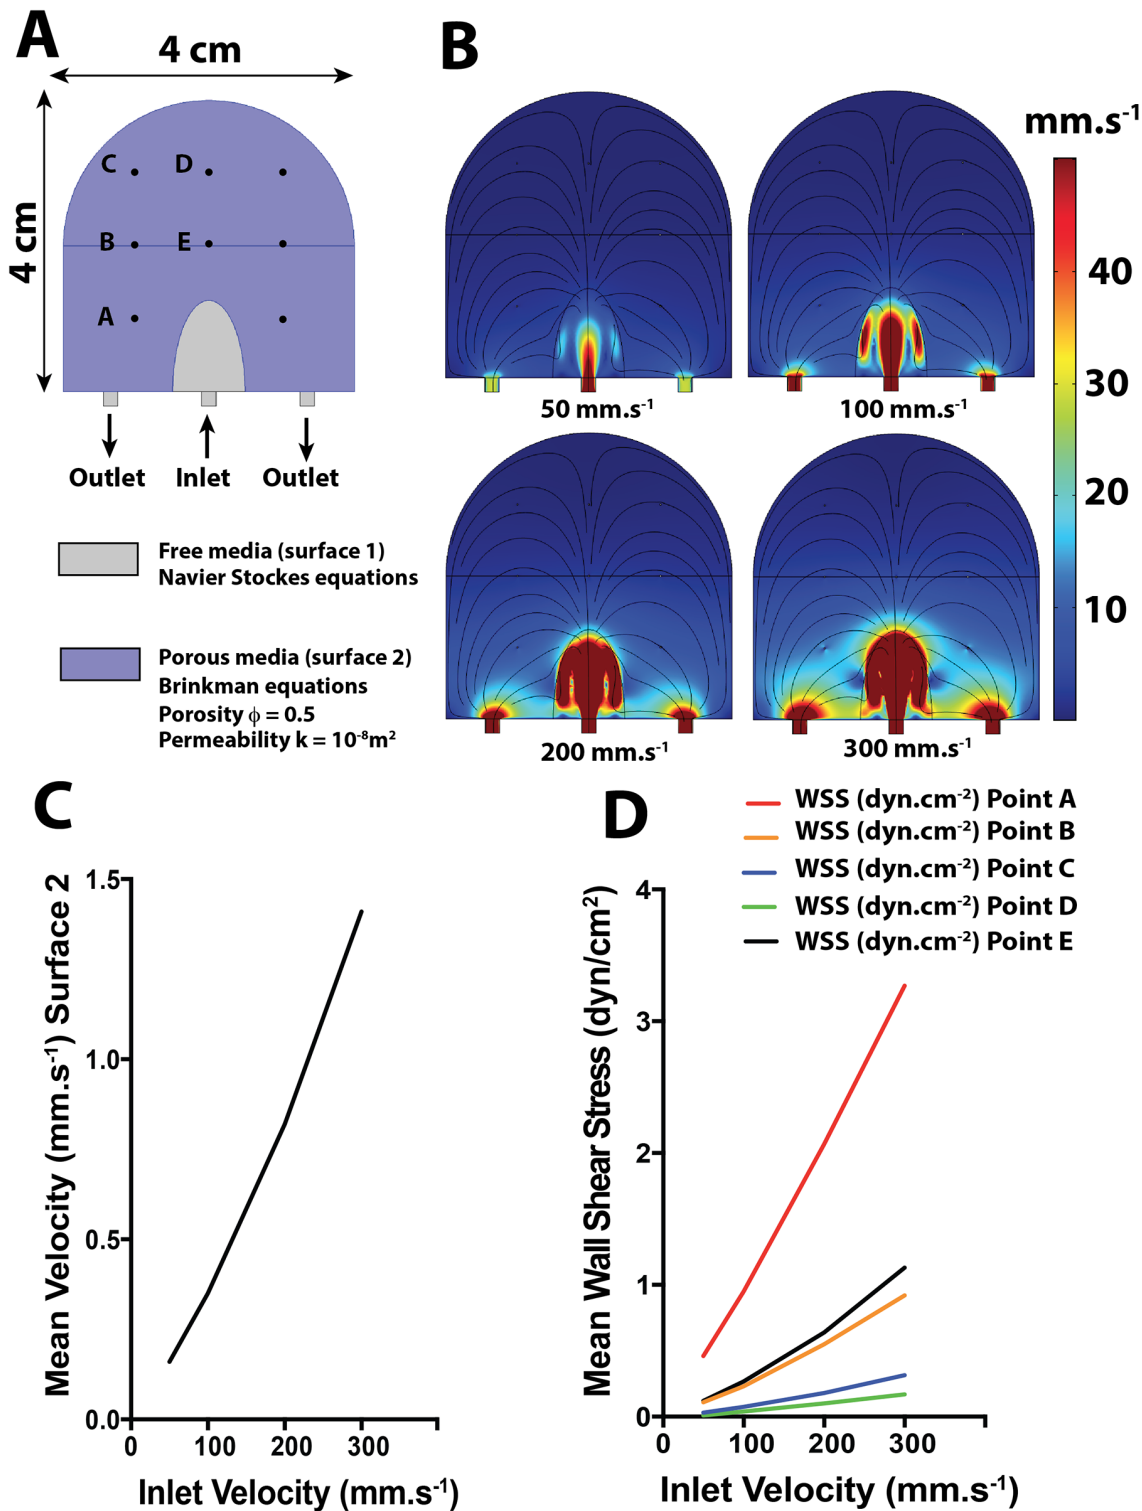 A
4 cm
4 cm
C
D
B
E
A
Outlet
Inlet
Outlet
Free media (surface 1)
Navier Stockes equations
Porous media (surface 2)
Brinkman equations
Porosity ϕ = 0.5
Permeability k = 10⁻⁸m²
B
mm.s⁻¹
40
30
20
10
50 mm.s⁻¹
100 mm.s⁻¹
200 mm.s⁻¹
300 mm.s⁻¹
C
Mean Velocity (mm.s⁻¹) Surface 2
1.5
1.0
0.5
0.0
0 100 200 300
Inlet Velocity (mm.s⁻¹)
D
WSS (dyn.cm⁻²) Point A
WSS (dyn.cm⁻²) Point B
WSS (dyn.cm⁻²) Point C
WSS (dyn.cm⁻²) Point D
WSS (dyn.cm⁻²) Point E
Mean Wall Shear Stress (dyn/cm²)
4
3
2
1
0
0 100 200 300
Inlet Velocity (mm.s⁻¹)